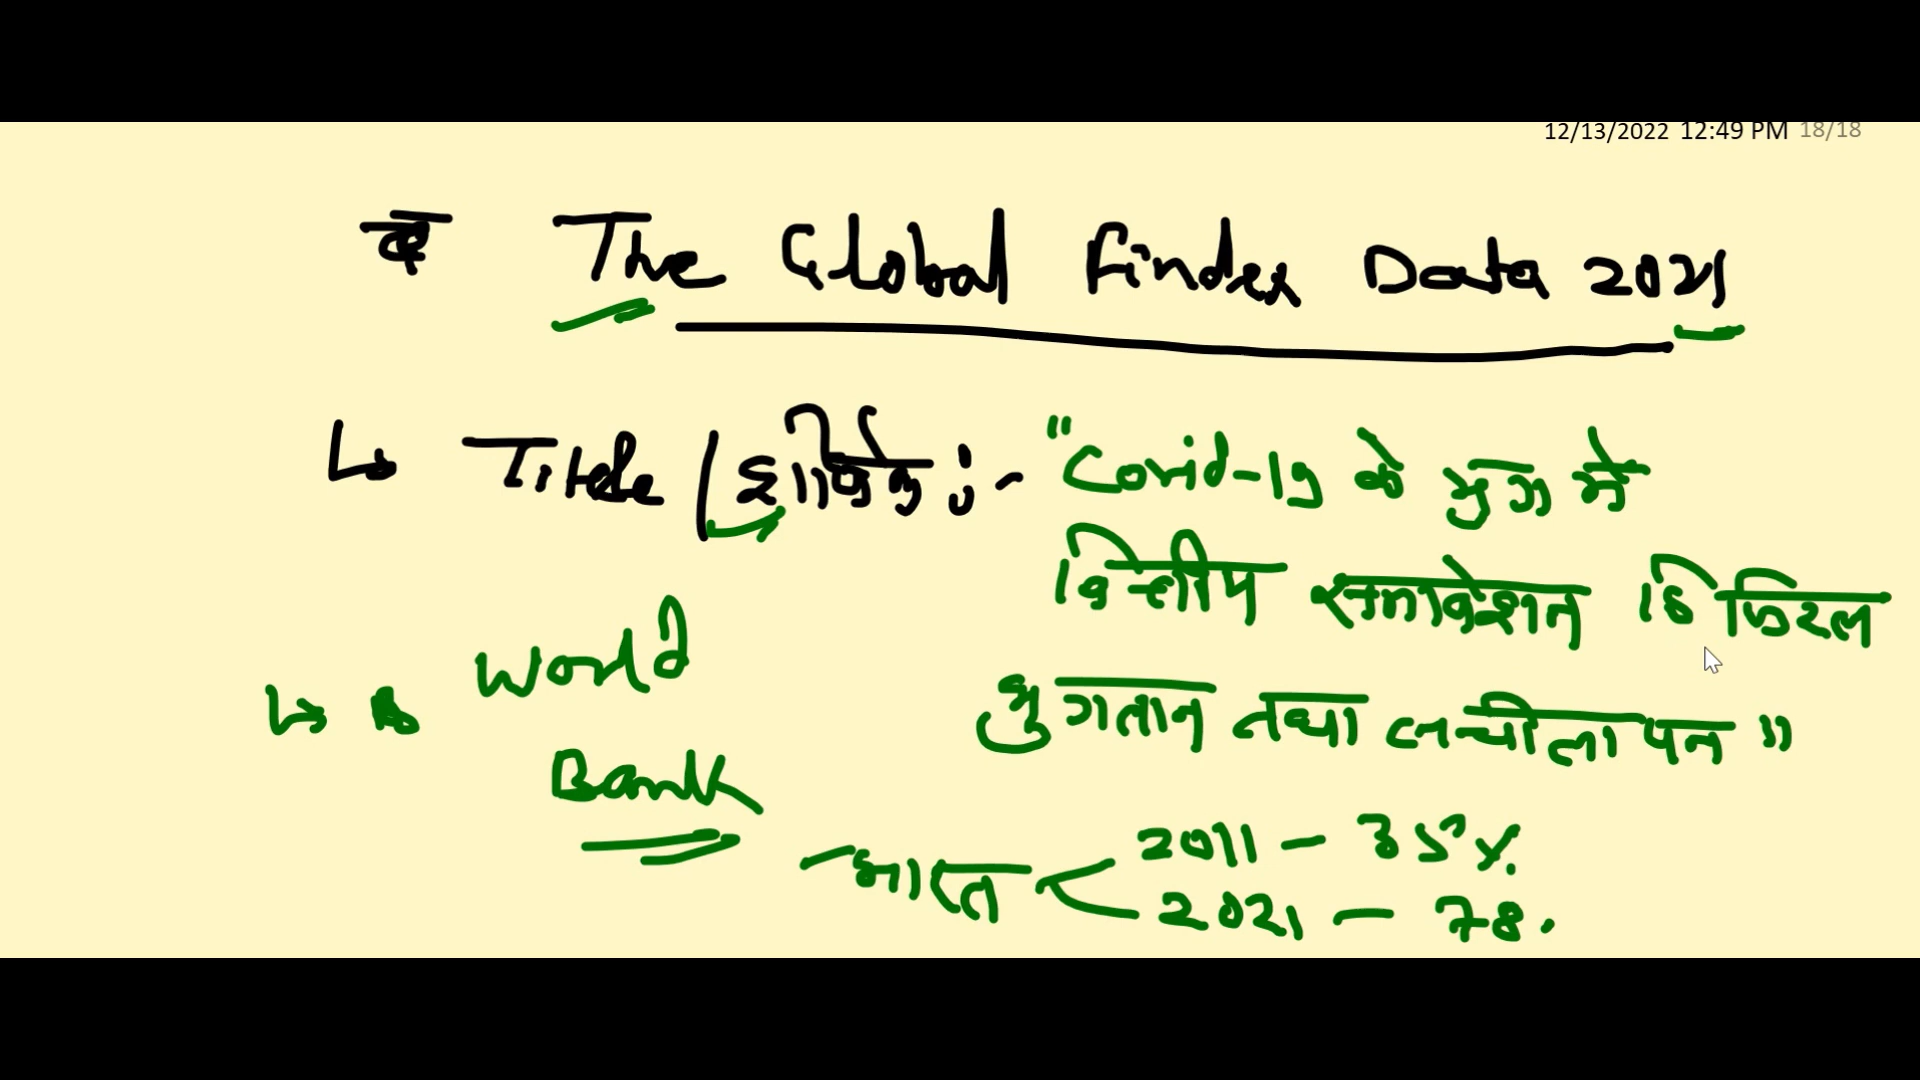 12/13/2022 12:49 PM 18/18
The Global Findex Data 2021
↳ Title / शीर्षक :- "Covid-19 के युग में
वित्तीय समावेशन डिजिटल
भुगतान तथा लचीलापन"
↳ World
Bank
भारत < 2011 - 35%
2021 - 78.